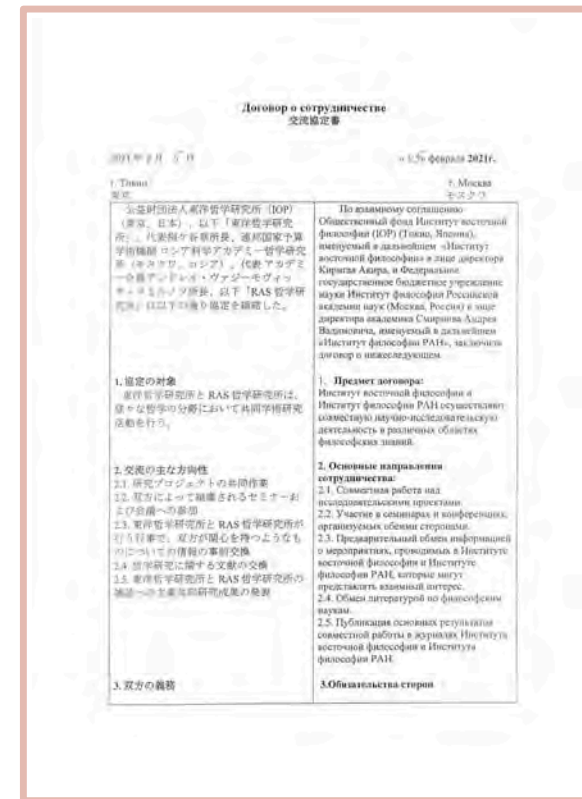 Договор о сотрудничестве
交流協定書
2021年2月 5日
« 5 » февраля 2021г.
г. Токио
東京
г. Москва
モスクワ
公益財団法人東洋哲学研究所(IOP)
(東京、日本)、以下「東洋哲学研究
所」、代表桐ケ谷章所長、連邦国家予算
学術機関 ロシア科学アカデミー哲学研究
所(モスクワ、ロシア)、代表アカデミ
ー会員アンドレイ・ヴァジーモヴィッ
チ・スミルノフ所長、以下「RAS 哲学研
究所」は以下の通り協定を締結した。
По взаимному соглашению
Общественный фонд Институт восточной
философии (IOP) (Токио, Япония),
именуемый в дальнейшем «Институт
восточной философии» в лице директора
Киригая Акира, и Федеральное
государственное бюджетное учреждение
науки Институт философии Российской
академии наук (Москва, Россия) в лице
директора академика Смирнова Андрея
Вадимовича, именуемый в дальнейшем
«Институт философии РАН», заключили
договор о нижеследующем.
1. 協定の対象
東洋哲学研究所と RAS 哲学研究所は、
様々な哲学の分野において共同学術研究
活動を行う。
1. Предмет договора:
Институт восточной философии и
Институт философии РАН осуществляют
совместную научно-исследовательскую
деятельность в различных областях
философских знаний.
2. 交流の主な方向性
2.1. 研究プロジェクトの共同作業
2.2. 双方によって組織されるセミナーお
よび会議への参加
2.3. 東洋哲学研究所と RAS 哲学研究所が
行う行事で、双方が関心を持つようなも
のについての情報の事前交換
2.4. 哲学研究に関する文献の交換
2.5. 東洋哲学研究所と RAS 哲学研究所の
雑誌への主要共同研究成果の発表
2. Основные направления
сотрудничества:
2.1. Совместная работа над
исследовательскими проектами.
2.2. Участие в семинарах и конференциях,
организуемых обеими сторонами.
2.3. Предварительный обмен информацией
о мероприятиях, проводимых в Институте
восточной философии и Институте
философии РАН, которые могут
представлять взаимный интерес.
2.4. Обмен литературой по философским
наукам.
2.5. Публикация основных результатов
совместной работы в журналах Института
восточной философии и Института
философии РАН.
3. 双方の義務
3.Обязательства сторон